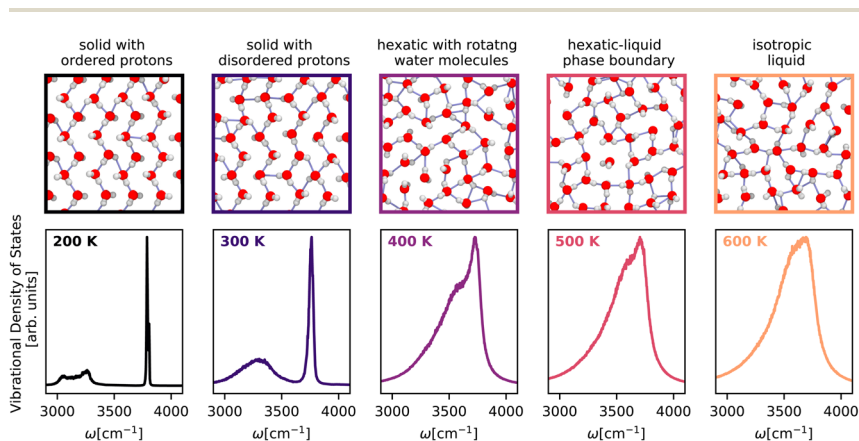 solid with
ordered protons
solid with
disordered protons
hexatic with rotatng
water molecules
hexatic-liquid
phase boundary
isotropic
liquid
Vibrational Density of States
[arb. units]
200 K
300 K
400 K
500 K
600 K
3000 3500 4000
3000 3500 4000
3000 3500 4000
3000 3500 4000
3000 3500 4000
ω[cm⁻¹]
ω[cm⁻¹]
ω[cm⁻¹]
ω[cm⁻¹]
ω[cm⁻¹]